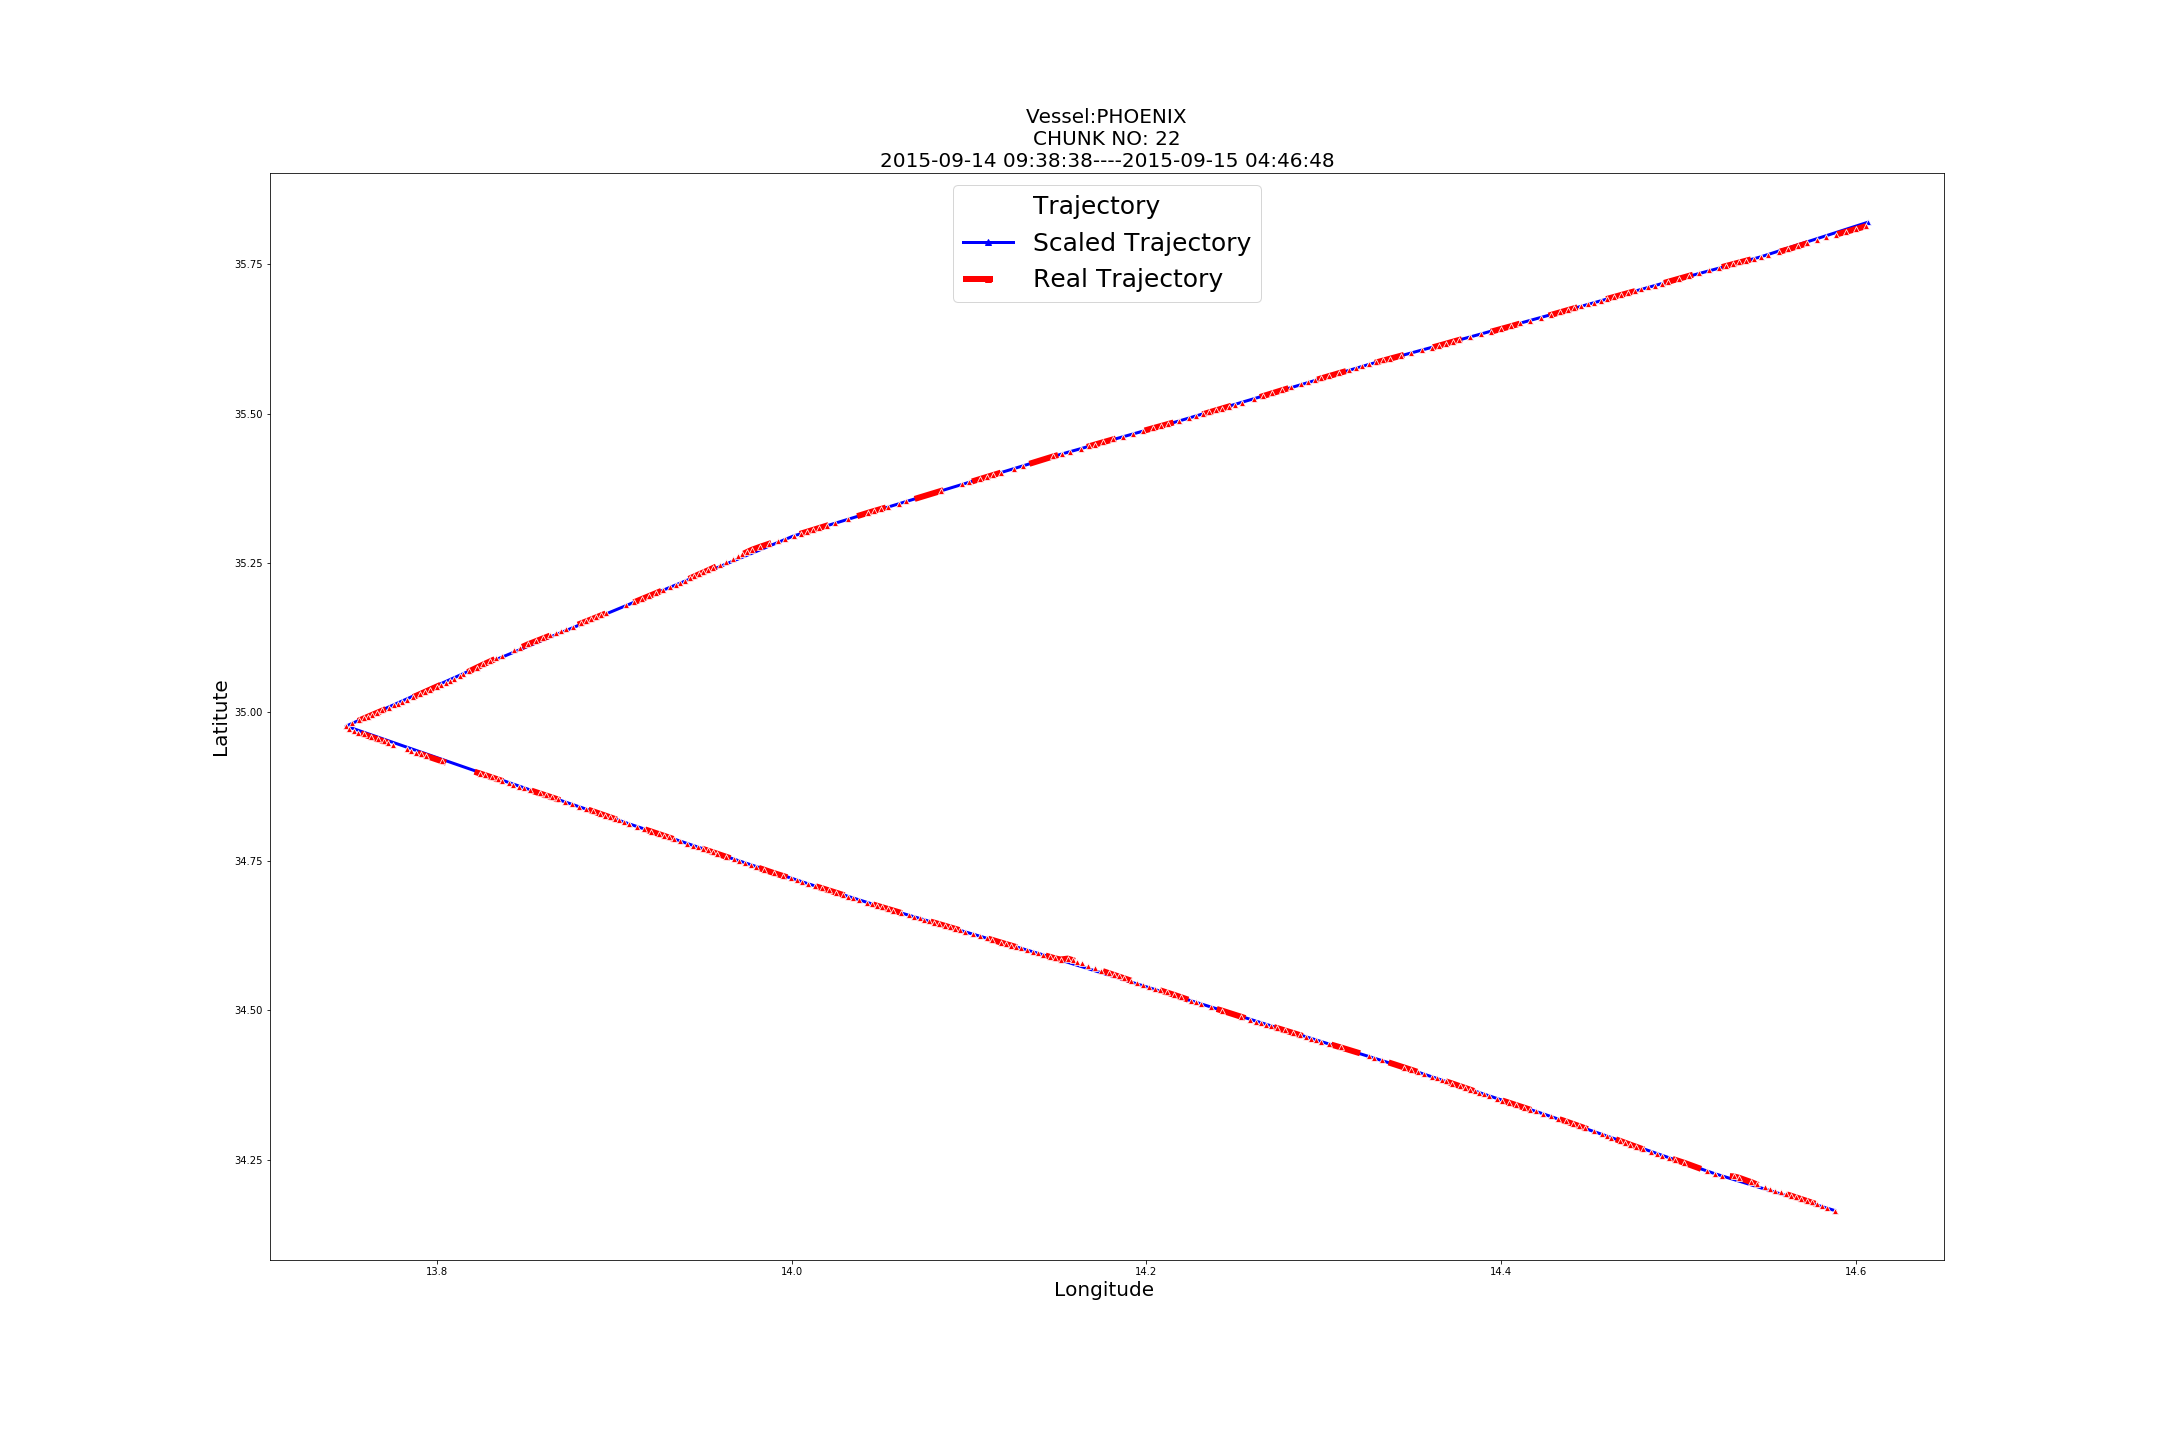 Vessel:PHOENIX
CHUNK NO: 22
2015-09-14 09:38:38----2015-09-15 04:46:48
Trajectory
Scaled Trajectory
Real Trajectory
35.75
35.50
35.25
35.00
34.75
34.50
34.25
Latitute
13.8
14.0
14.2
14.4
14.6
Longitude